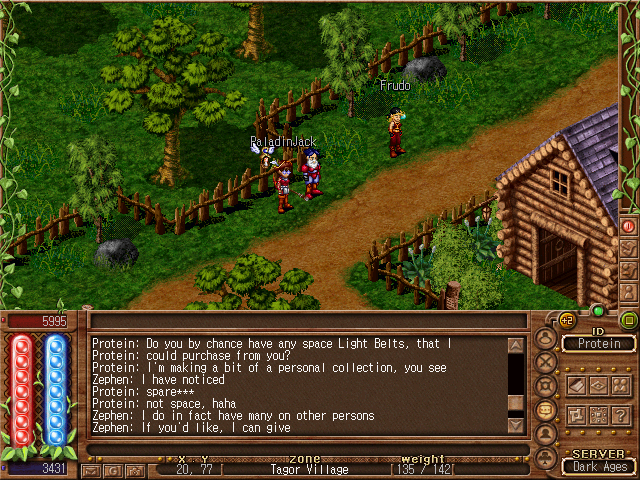 Frudo
PaladinJack
5995
Protein: Do you by chance have any space Light Belts, that I
Protein: could purchase from you?
Protein: I'm making a bit of a personal collection, you see
Zephen: I have noticed
Protein: spare***
Protein: not space, haha
Zephen: I do in fact have many on other persons
Zephen: If you'd like, I can give
+2
ID
Protein
3431
x y zone weight
20, 77 [ Tagor Village [135 / 142[
SERVER
Dark Ages